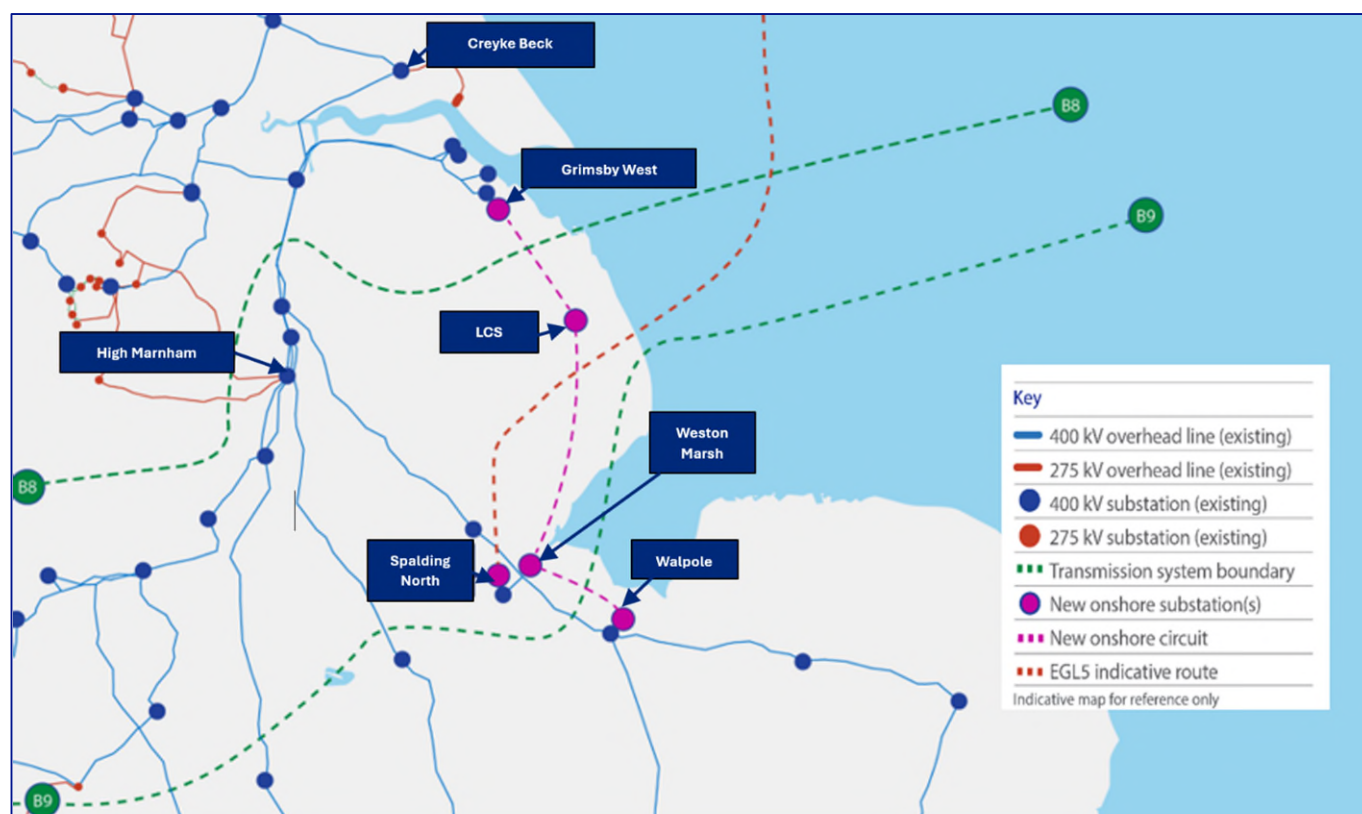 Creyke Beck
B8
Grimsby West
B9
LCS
High Marnham
Weston
Marsh
B8
Spalding
North
Walpole
B9
Key
400 kV overhead line (existing)
275 kV overhead line (existing)
400 kV substation (existing)
275 kV substation (existing)
Transmission system boundary
New onshore substation(s)
New onshore circuit
EGL5 indicative route
Indicative map for reference only